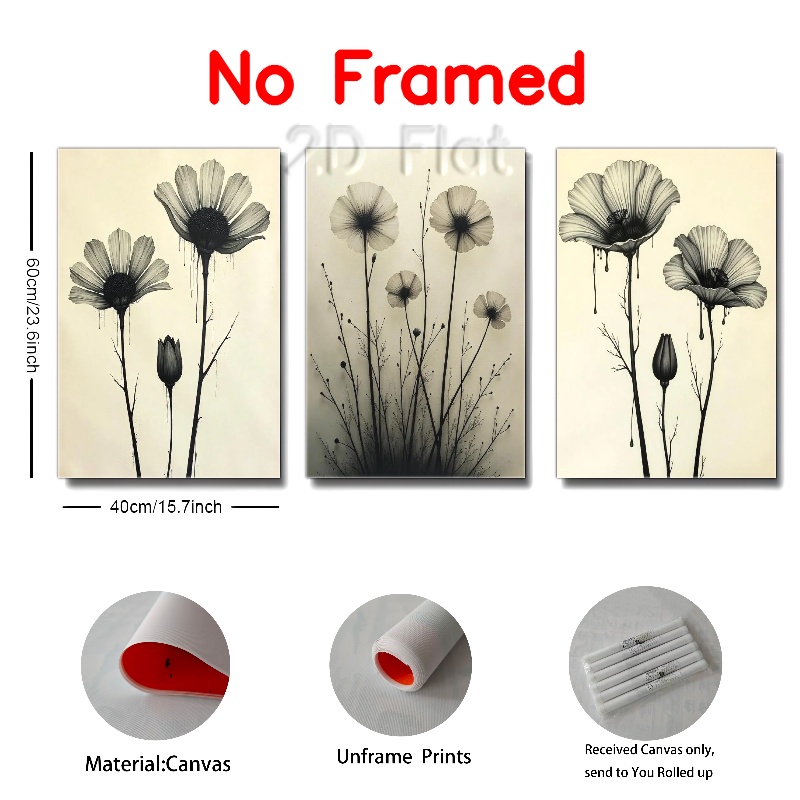 No Framed
2D Flat
60cm/23.6inch
40cm/15.7inch
Material:Canvas
Unframe Prints
Received Canvas only,
send to You Rolled up